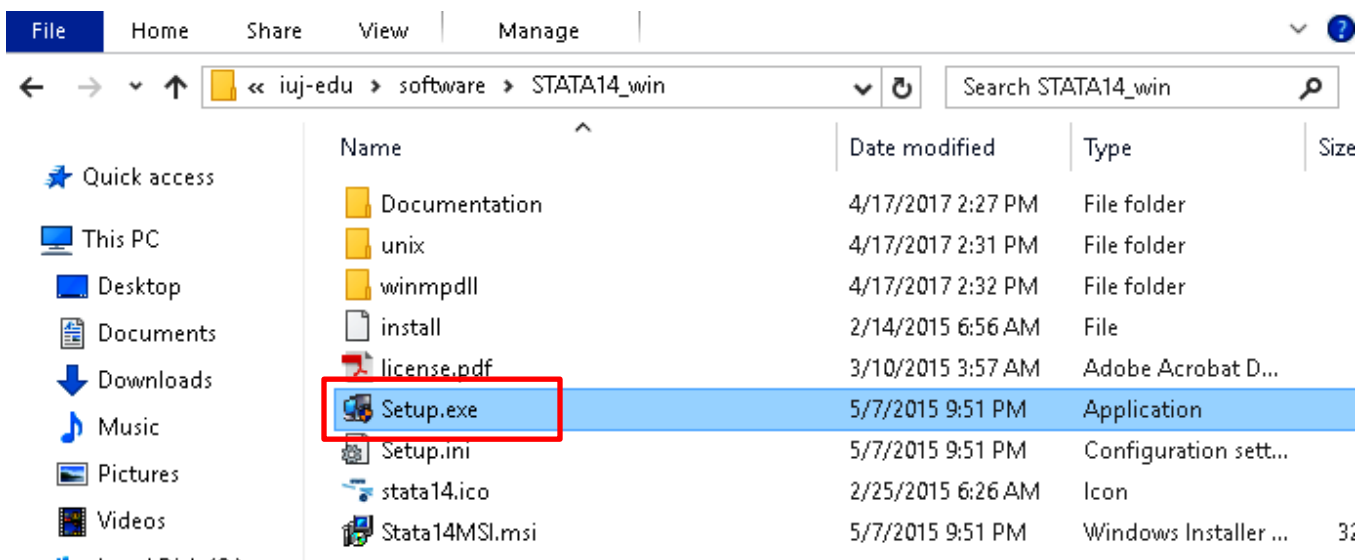 File Home Share View Manage
?
« iuj-edu > software > STATA14_win Search STATA14_win
Name Date modified Type Size
Quick access
Documentation 4/17/2017 2:27 PM File folder
This PC
unix 4/17/2017 2:31 PM File folder
Desktop
winmpdll 4/17/2017 2:32 PM File folder
Documents
install 2/14/2015 6:56 AM File
license.pdf 3/10/2015 3:57 AM Adobe Acrobat D...
Downloads
Setup.exe 5/7/2015 9:51 PM Application
Music
Setup.ini 5/7/2015 9:51 PM Configuration sett...
Pictures
stata14.ico 2/25/2015 6:26 AM Icon
Videos
Stata14MSI.msi 5/7/2015 9:51 PM Windows Installer ... 32